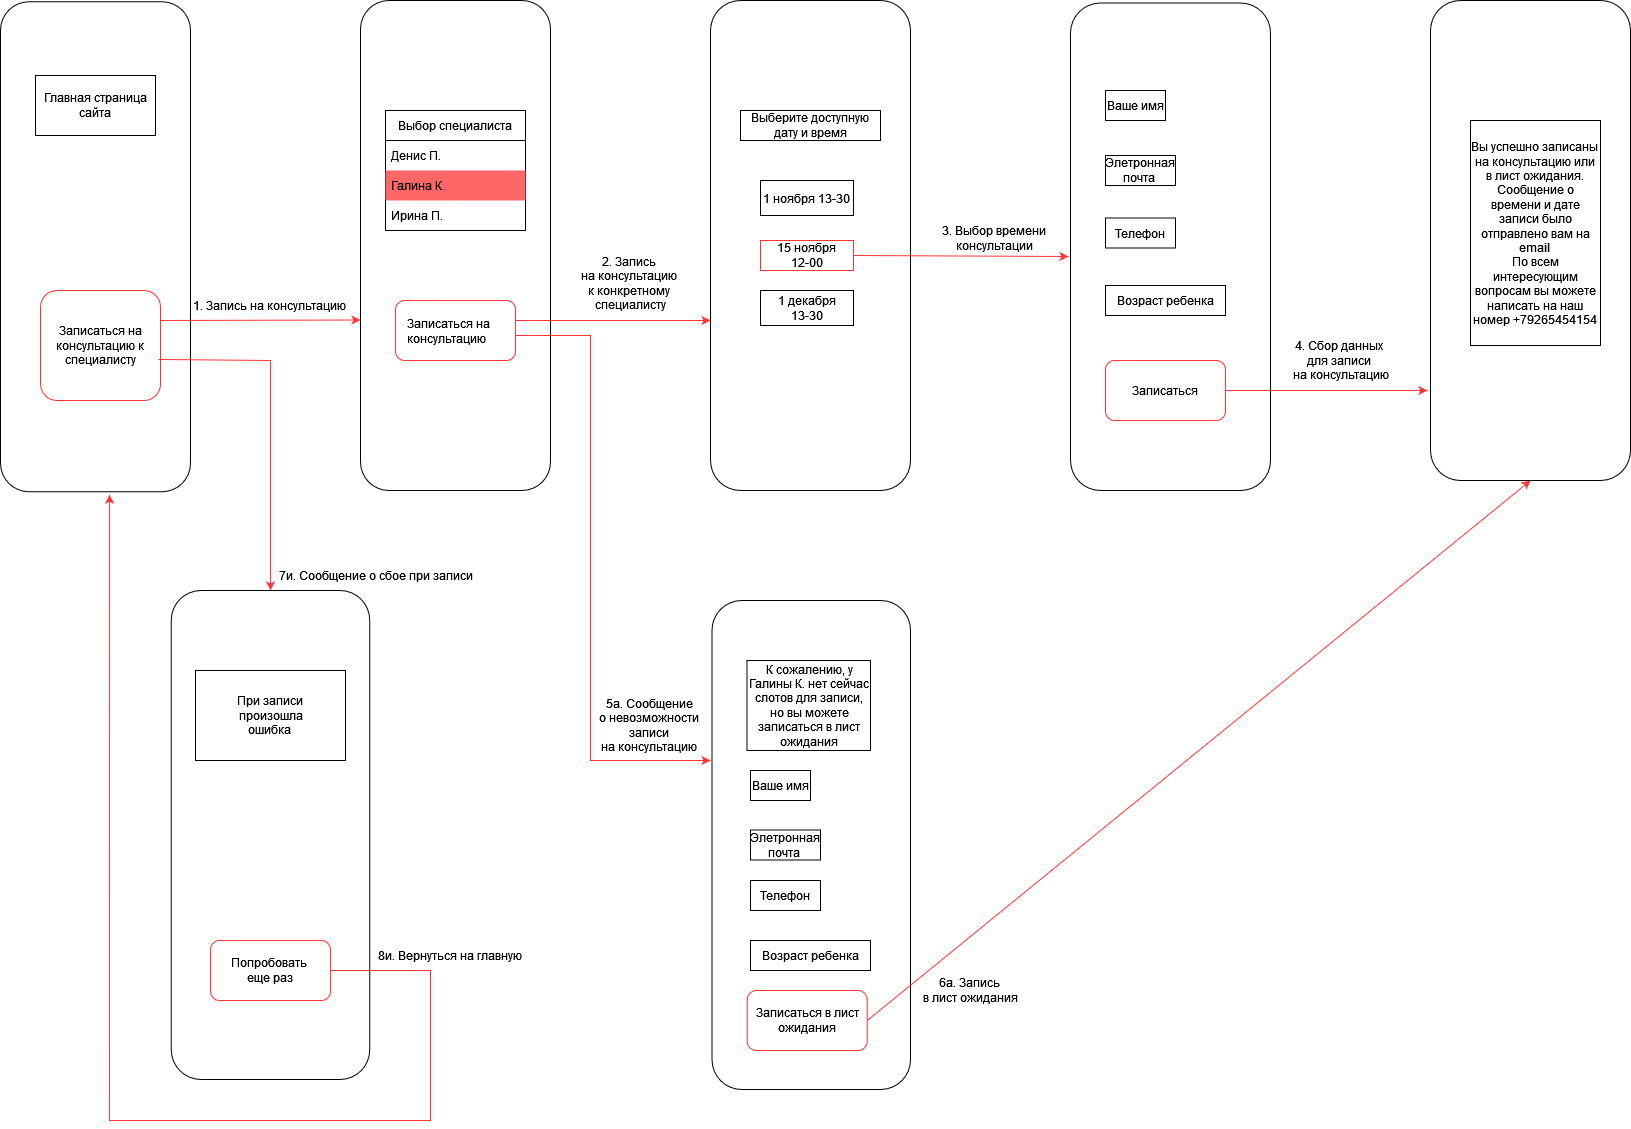 Главная страница
сайта
Записаться на
консультацию к
специалисту
1. Запись на консультацию
Выбор специалиста
Денис П.
Галина К.
Ирина П.
Записаться на
консультацию
2. Запись
на консультацию
к конкретному
специалисту
Выберите доступную
дату и время
1 ноября 13-30
15 ноября
12-00
1 декабря
13-30
3. Выбор времени
консультации
Ваше имя
Элетронная
почта
Телефон
Возраст ребенка
Записаться
4. Сбор данных
для записи
на консультацию
Вы успешно записаны
на консультацию или
в лист ожидания.
Сообщение о
времени и дате
записи было
отправлено вам на
email
По всем
интересующим
вопросам вы можете
написать на наш
номер +79265454154
7и. Сообщение о сбое при записи
При записи
произошла
ошибка
Попробовать
еще раз
8и. Вернуться на главную
5а. Сообщение
о невозможности
записи
на консультацию
К сожалению, у
Галины К. нет сейчас
слотов для записи,
но вы можете
записаться в лист
ожидания
Ваше имя
Элетронная
почта
Телефон
Возраст ребенка
Записаться в лист
ожидания
6а. Запись
в лист ожидания